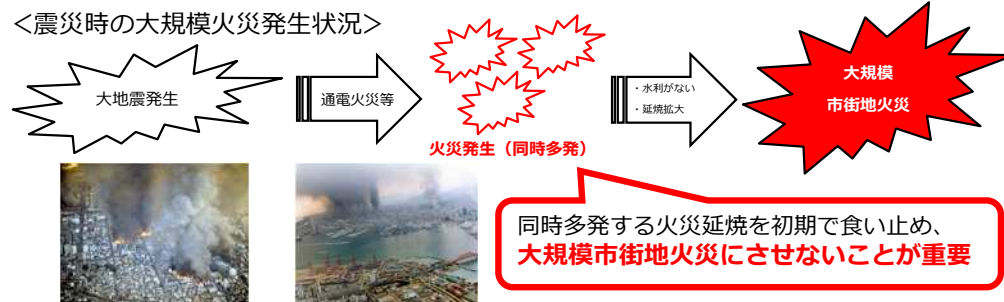 ＜震災時の大規模火災発生状況＞
大地震発生
通電火災等
火災発生（同時多発）
・水利がない
・延焼拡大
大規模
市街地火災
同時多発する火災延焼を初期で食い止め、
大規模市街地火災にさせないことが重要